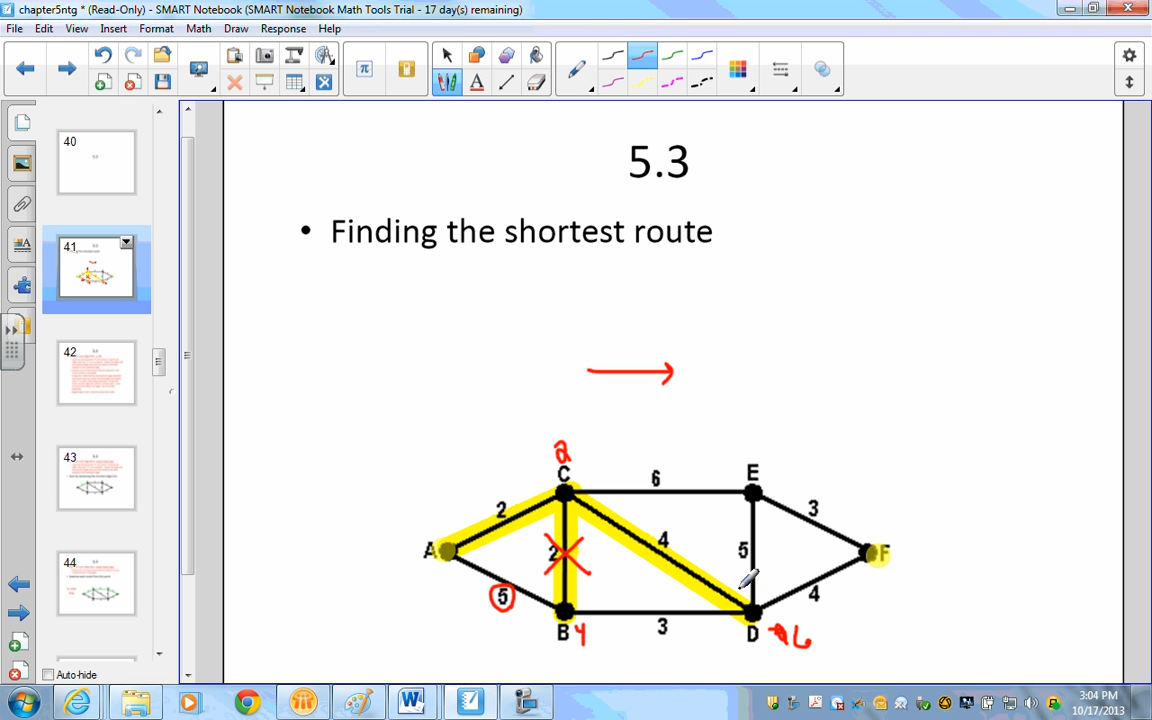 chapter5ntg * (Read-Only) - SMART Notebook (SMART Notebook Math Tools Trial - 17 day(s) remaining)
File Edit View Insert Format Math Draw Response Help
π
A
40
41
42
43
44
5.3
• Finding the shortest route
2
C
6
E
2
3
A
2
4
5
F
5
4
B 4
3
D 6
Auto-hide
3:04 PM
10/17/2013